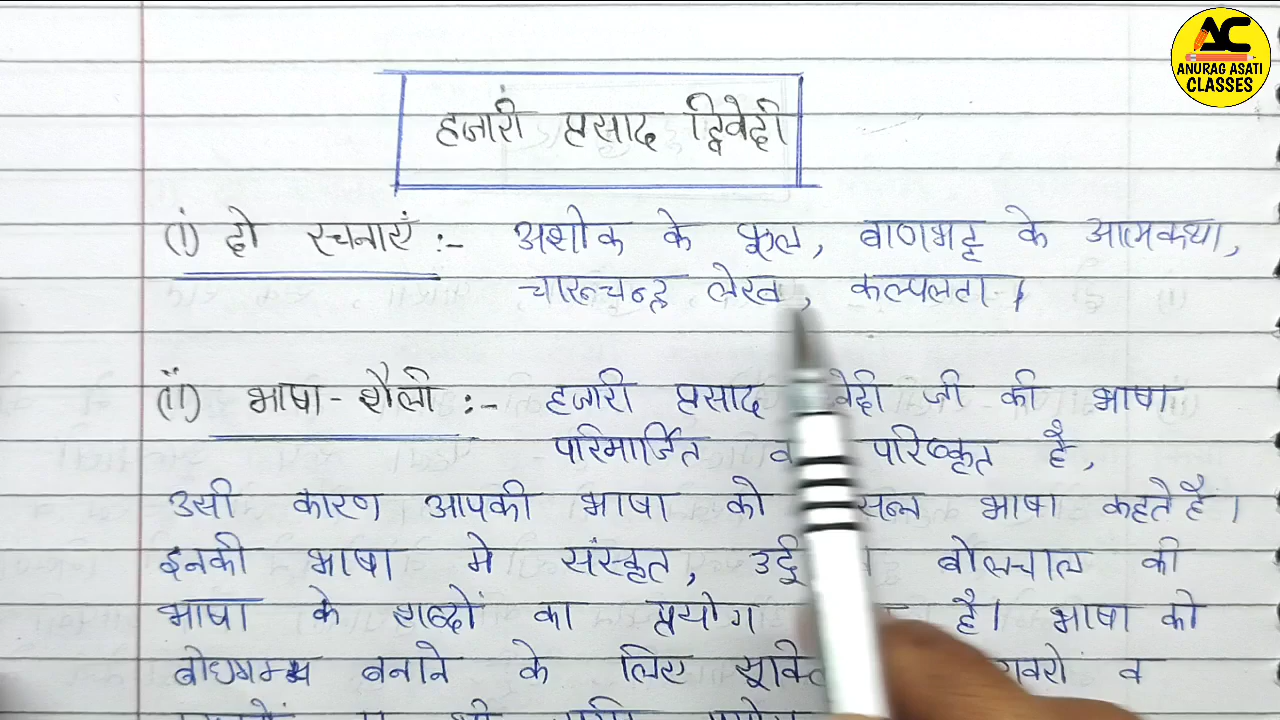 AC
ANURAG ASATI
CLASSES
हजारी प्रसाद द्विवेदी
(i) दो रचनाएँ :- अशोक के फूल, बाणभट्ट के आत्मकथा,
चारूचन्द्र लेख, कल्पलता।
(ii) भाषा-शैली :- हजारी प्रसाद वेदी जी की भाषा
परिमार्जित व परिष्कृत है,
उसी कारण आपकी भाषा को भाषा कहते है।
इनकी भाषा मे संस्कृत, उर्दू बोलचाल की
भाषा के शब्दों का प्रयोग है। भाषा को
बोधगम्य बनाने के लिए व